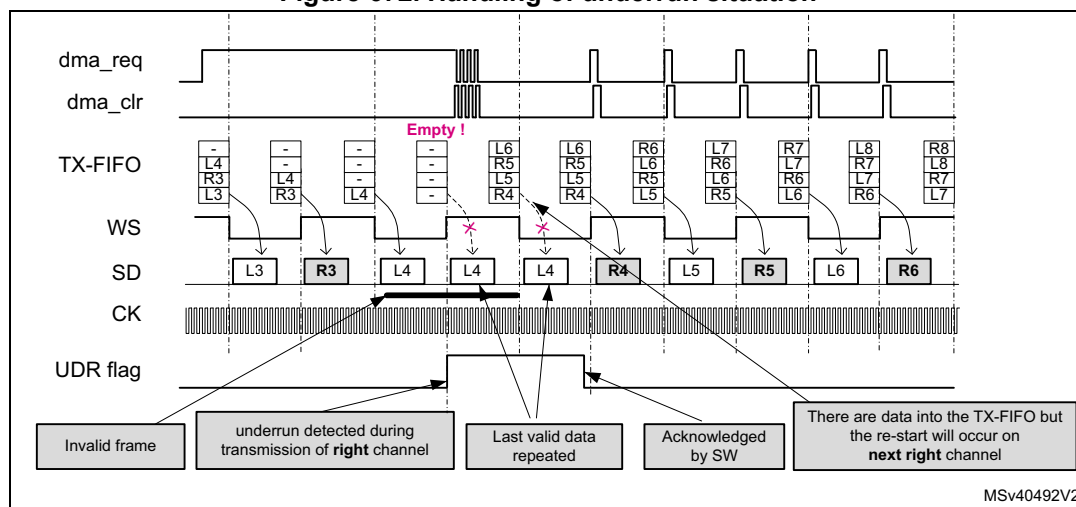 Figure 672. Handling of underrun situation
dma_req
dma_clr
Empty !
TX-FIFO
- - - - L6 L6 R6 L7 R7 L8 R8
L4 - - - R5 R5 L6 R6 L7 R7 L8
R3 L4 - - L5 L5 R5 L6 R6 L7 R7
L3 R3 L4 - R4 R4 L5 R5 L6 R6 L7
WS
SD
L3 R3 L4 L4 L4 R4 L5 R5 L6 R6
CK
UDR flag
Invalid frame
underrun detected during
transmission of right channel
Last valid data
repeated
Acknowledged
by SW
There are data into the TX-FIFO but
the re-start will occur on
next right channel
MSv40492V2